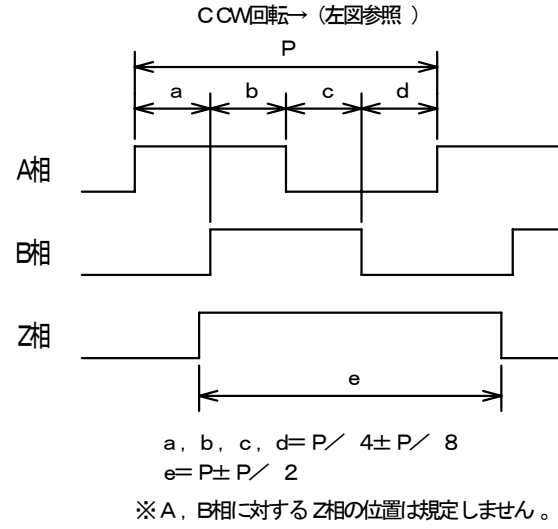 CCW回転→(左図参照)
P
a b c d
A相
B相
Z相
e
a, b, c, d=P/4±P/8
e=P±P/2
※A, B相に対するZ相の位置は規定しません。